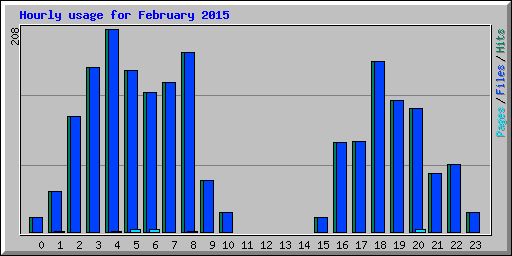 Hourly usage for February 2015
208
Pages/Files/Hits
0 1 2 3 4 5 6 7 8 9 10 11 12 13 14 15 16 17 18 19 20 21 22 23